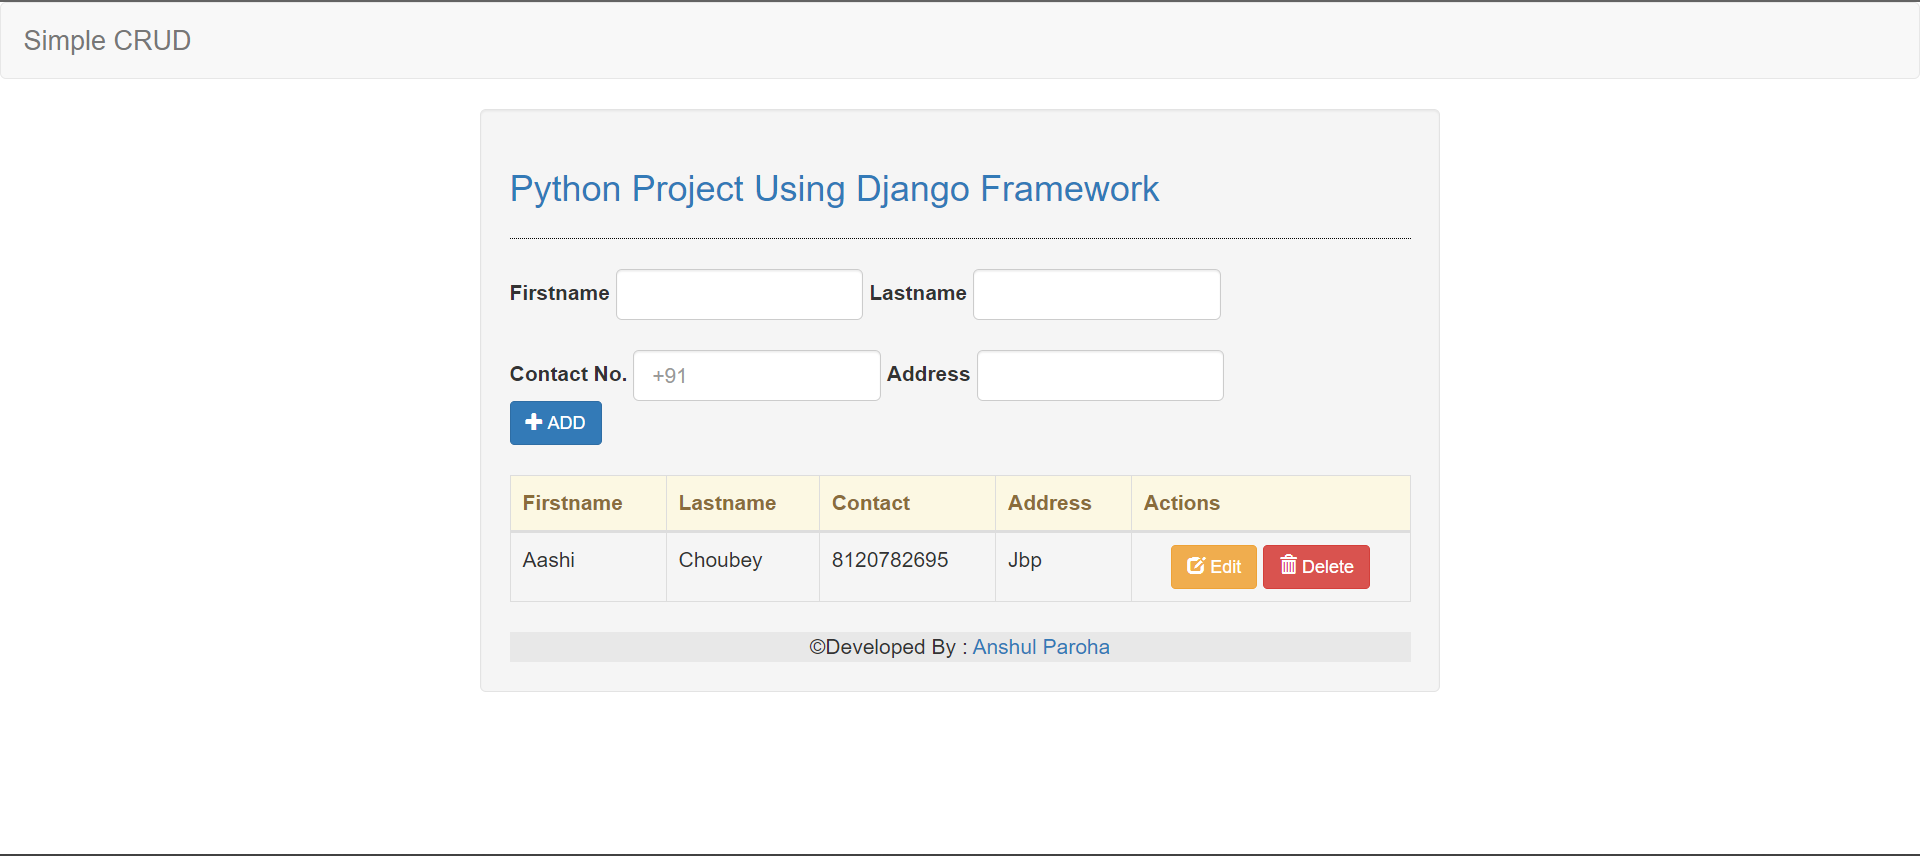 Simple CRUD
Python Project Using Django Framework
Firstname Lastname
Contact No. +91 Address
ADD
Firstname Lastname Contact Address Actions
Aashi Choubey 8120782695 Jbp Edit Delete
©Developed By : Anshul Paroha